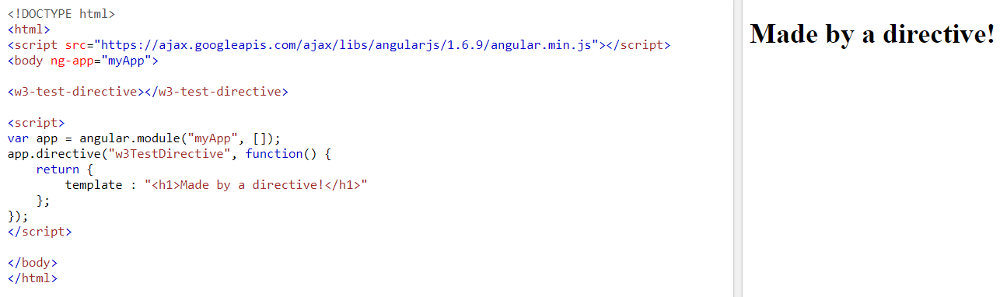 <!DOCTYPE html>
<html>
<script src="https://ajax.googleapis.com/ajax/libs/angularjs/1.6.9/angular.min.js"></script>
<body ng-app="myApp">
<w3-test-directive></w3-test-directive>
<script>
var app = angular.module("myApp", []);
app.directive("w3TestDirective", function() {
    return {
        template : "<h1>Made by a directive!</h1>"
    };
});
</script>
</body>
</html>
Made by a directive!